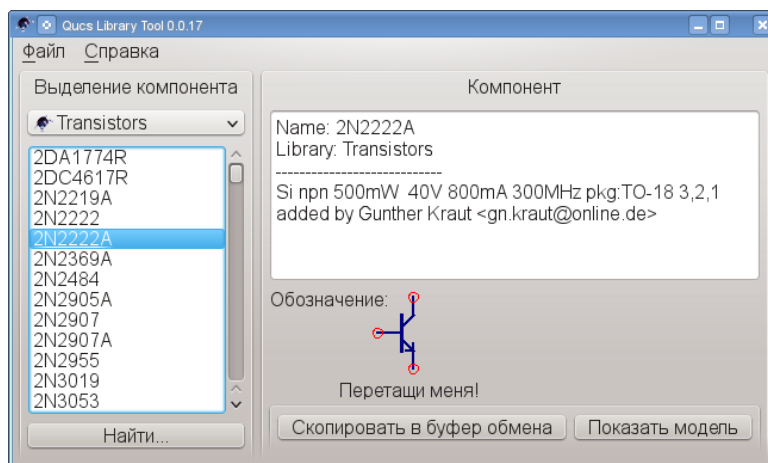 Qucs Library Tool 0.0.17
Файл Справка
Выделение компонента
Transistors
2DA1774R
2DC4617R
2N2219A
2N2222
2N2222A
2N2369A
2N2484
2N2905A
2N2907
2N2907A
2N2955
2N3019
2N3053
Найти...
Компонент
Name: 2N2222A
Library: Transistors
----------------------------
Si npn 500mW  40V 800mA 300MHz pkg:TO-18 3,2,1
added by Gunther Kraut <gn.kraut@online.de>
Обозначение:
Перетащи меня!
Скопировать в буфер обмена
Показать модель